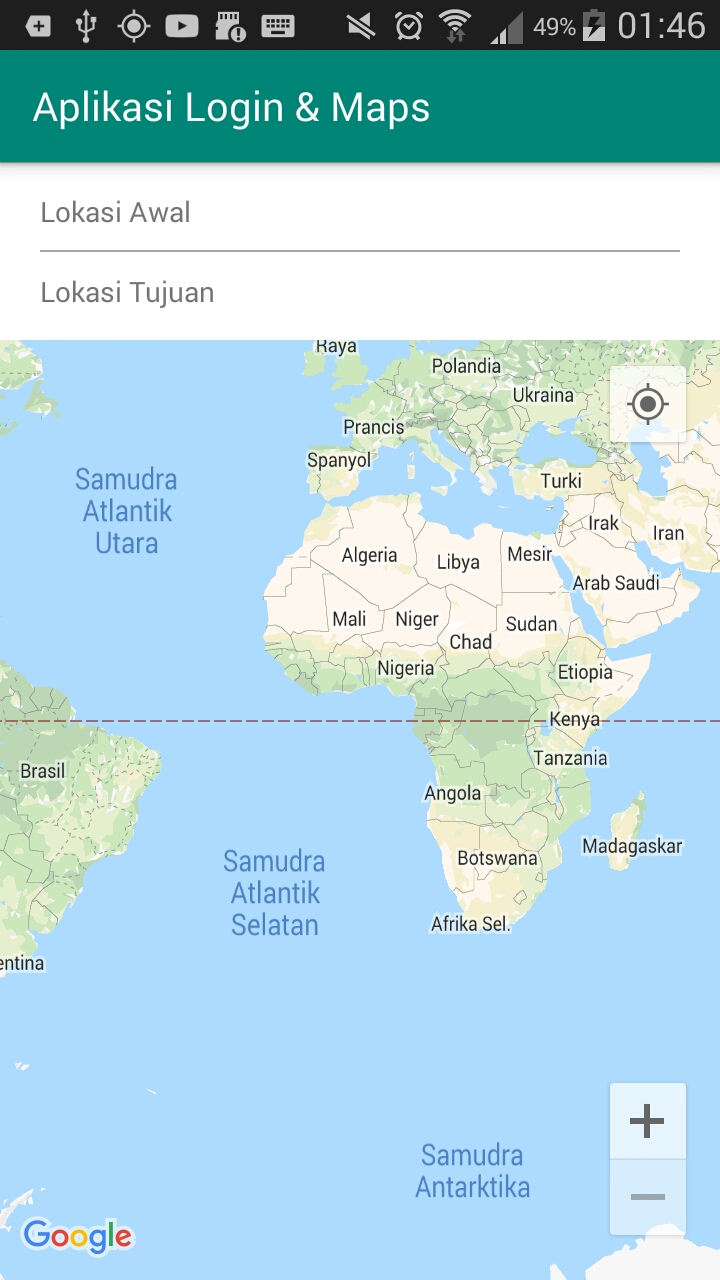 49% 01:46
Aplikasi Login & Maps
Lokasi Awal
Lokasi Tujuan
Raya
Polandia
Ukraina
Prancis
Spanyol
Turki
Samudra
Atlantik
Utara
Irak
Iran
Algeria
Libya
Mesir
Arab Saudi
Mali
Niger
Chad
Sudan
Nigeria
Etiopia
Kenya
Brasil
Tanzania
Angola
Madagaskar
Botswana
Samudra
Atlantik
Selatan
Afrika Sel.
entina
Samudra
Antarktika
Google